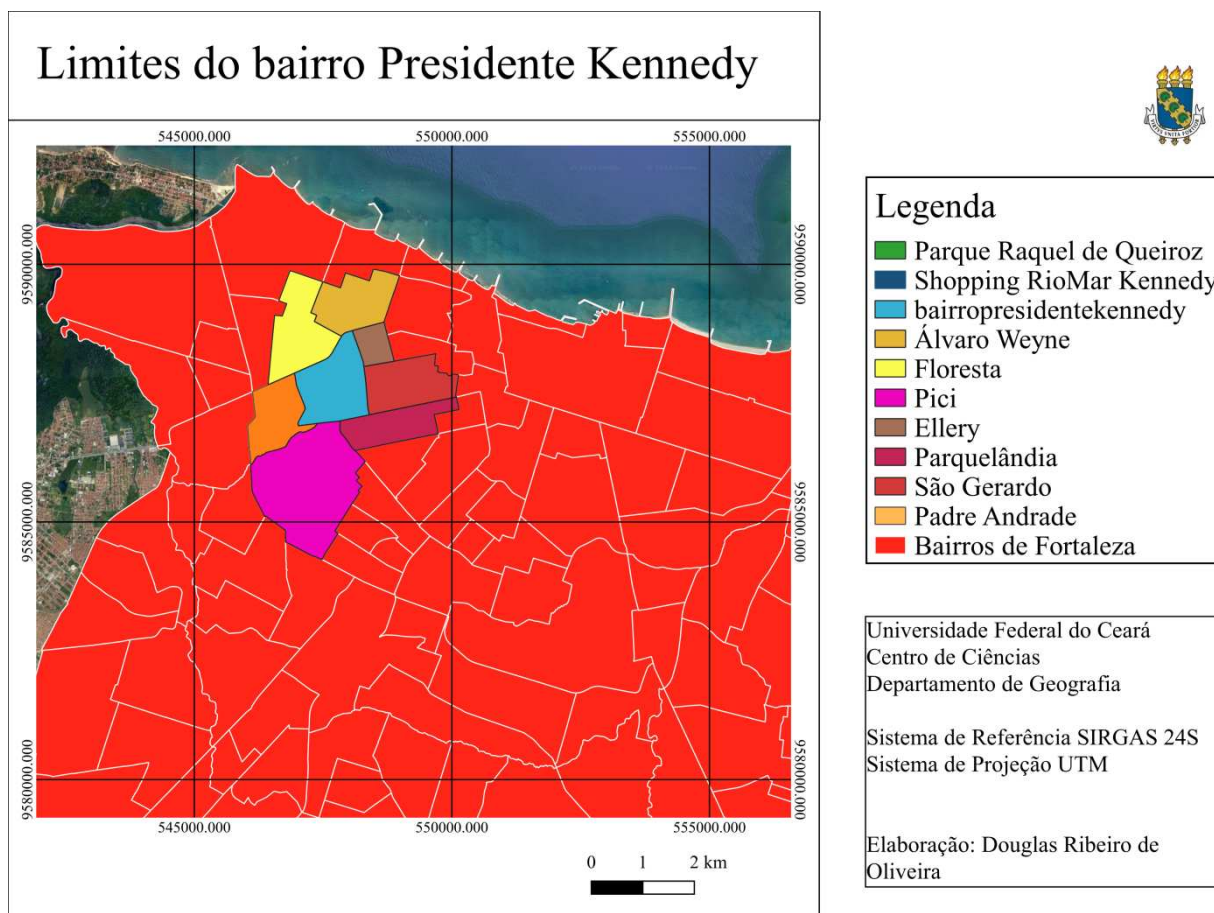 Limites do bairro Presidente Kennedy
545000.000
550000.000
555000.000
9590000.000
9590000.000
9585000.000
9585000.000
9580000.000
9580000.000
545000.000
550000.000
555000.000
0 1 2 km
Legenda
Parque Raquel de Queiroz
Shopping RioMar Kennedy
bairropresidentekennedy
Álvaro Weyne
Floresta
Pici
Ellery
Parquelândia
São Gerardo
Padre Andrade
Bairros de Fortaleza
Universidade Federal do Ceará
Centro de Ciências
Departamento de Geografia
Sistema de Referência SIRGAS 24S
Sistema de Projeção UTM
Elaboração: Douglas Ribeiro de
Oliveira